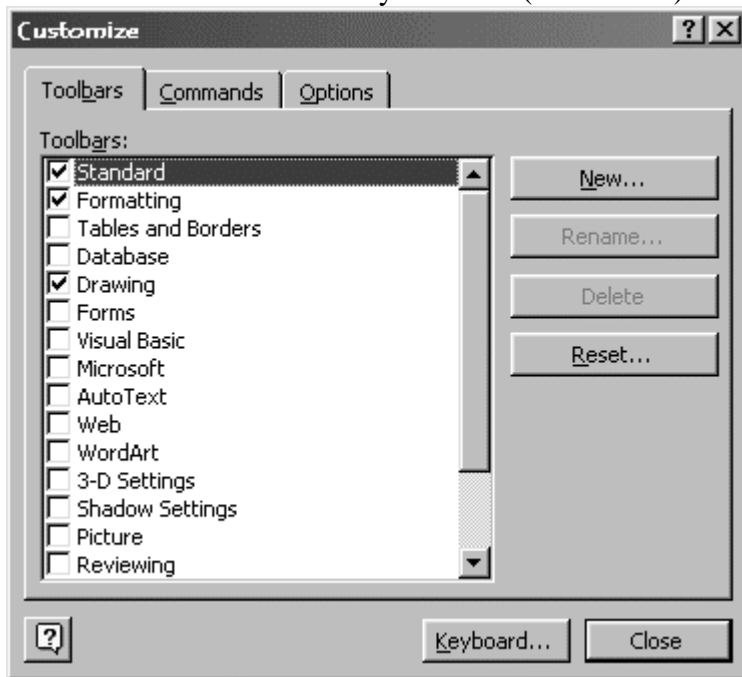 Customize
Toolbars Commands Options
Toolbars:
Standard
Formatting
Tables and Borders
Database
Drawing
Forms
Visual Basic
Microsoft
AutoText
Web
WordArt
3-D Settings
Shadow Settings
Picture
Reviewing
New...
Rename...
Delete
Reset...
Keyboard... Close